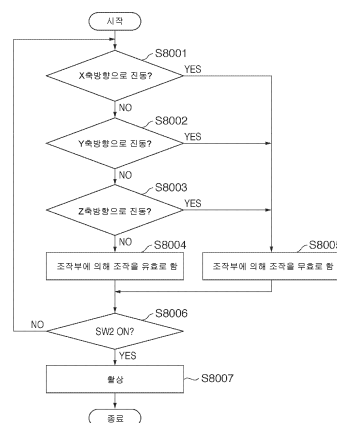 시작
S8001
X축방향으로 진동?
YES
NO
S8002
Y축방향으로 진동?
YES
NO
S8003
Z축방향으로 진동?
YES
NO
S8004
S8005
조작부에 의해 조작을 유효로 함
조작부에 의해 조작을 무효로 함
S8006
NO
SW2 ON?
YES
촬상
S8007
종료